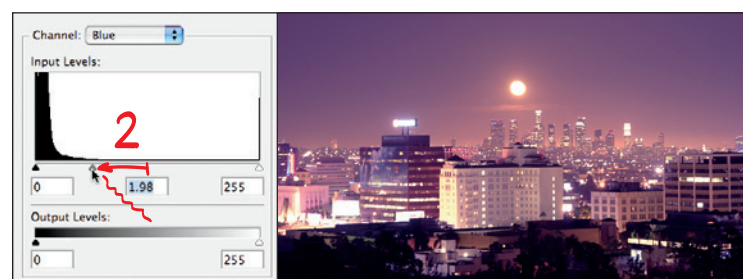 Channel: Blue
Input Levels:
2
0 1.98 255
Output Levels:
0 255